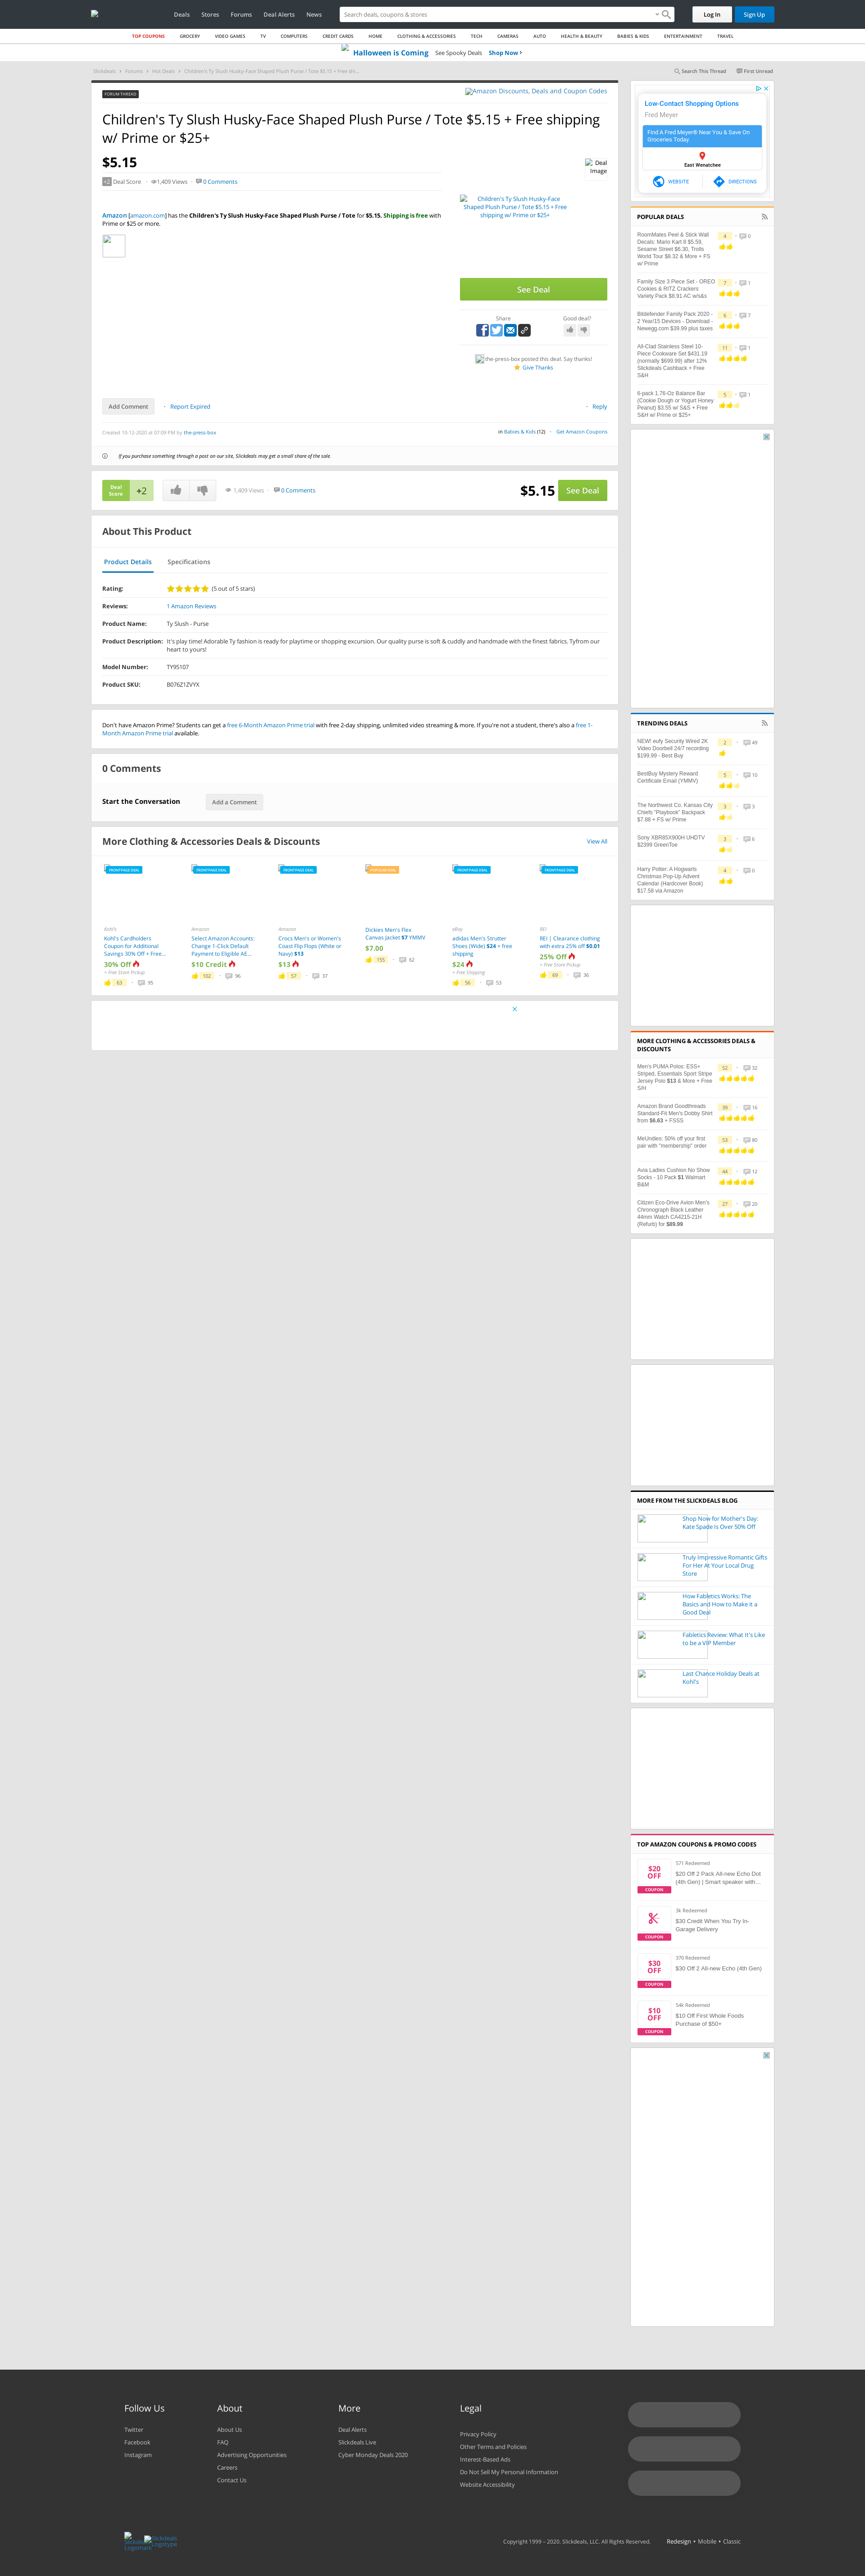 Deals
Stores
Forums
Deal Alerts
News
Search deals, coupons & stores
Log In
Sign Up
TOP COUPONS
GROCERY
VIDEO GAMES
TV
COMPUTERS
CREDIT CARDS
HOME
CLOTHING & ACCESSORIES
TECH
CAMERAS
AUTO
HEALTH & BEAUTY
BABIES & KIDS
ENTERTAINMENT
TRAVEL
Halloween is Coming
See Spooky Deals
Shop Now
Slickdeals
Forums
Hot Deals
Children's Ty Slush Husky-Face Shaped Plush Purse / Tote $5.15 + Free shi...
Search This Thread
First Unread
FORUM THREAD
Amazon Discounts, Deals and Coupon Codes
Children's Ty Slush Husky-Face Shaped Plush Purse / Tote $5.15 + Free shipping
w/ Prime or $25+
$5.15
+2 Deal Score
1,409 Views
0 Comments
Deal
Image
Amazon [amazon.com] has the Children's Ty Slush Husky-Face Shaped Plush Purse / Tote for $5.15. Shipping is free with
Prime or $25 or more.
Children's Ty Slush Husky-Face
Shaped Plush Purse / Tote $5.15 + Free
shipping w/ Prime or $25+
See Deal
Share
Good deal?
the-press-box posted this deal. Say thanks!
Give Thanks
Add Comment
Report Expired
Reply
Created 10-12-2020 at 07:09 PM by the-press-box
in Babies & Kids (12)
Get Amazon Coupons
If you purchase something through a post on our site, Slickdeals may get a small share of the sale.
Deal
Score
+2
1,409 Views
0 Comments
$5.15
See Deal
About This Product
Product Details
Specifications
Rating:
(5 out of 5 stars)
Reviews:
1 Amazon Reviews
Product Name:
Ty Slush - Purse
Product Description:
It's play time! Adorable Ty fashion is ready for playtime or shopping excursion. Our quality purse is soft & cuddly and handmade with the finest fabrics, Tyfrom our
heart to yours!
Model Number:
TY95107
Product SKU:
B076Z1ZVYX
Don't have Amazon Prime? Students can get a free 6-Month Amazon Prime trial with free 2-day shipping, unlimited video streaming & more. If you're not a student, there's also a free 1-
Month Amazon Prime trial available.
0 Comments
Start the Conversation
Add a Comment
More Clothing & Accessories Deals & Discounts
View All
FRONTPAGE DEAL
Kohl's
Kohl's Cardholders
Coupon for Additional
Savings 30% Off + Free...
30% Off
+ Free Store Pickup
63
95
FRONTPAGE DEAL
Amazon
Select Amazon Accounts:
Change 1-Click Default
Payment to Eligible AE...
$10 Credit
102
96
FRONTPAGE DEAL
Amazon
Crocs Men's or Women's
Coast Flip Flops (White or
Navy) $13
$13
57
37
POPULAR DEAL
Dickies Men's Flex
Canvas Jacket $7 YMMV
$7.00
155
62
FRONTPAGE DEAL
eBay
adidas Men's Strutter
Shoes (Wide) $24 + free
shipping
$24
+ Free Shipping
56
53
FRONTPAGE DEAL
REI
REI | Clearance clothing
with extra 25% off $0.01
25% Off
+ Free Store Pickup
69
36
Low-Contact Shopping Options
Fred Meyer
Find A Fred Meyer® Near You & Save On
Groceries Today.
East Wenatchee
WEBSITE
DIRECTIONS
POPULAR DEALS
RoomMates Peel & Stick Wall
Decals: Mario Kart 8 $5.59,
Sesame Street $6.30, Trolls
World Tour $8.32 & More + FS
w/ Prime
4
0
Family Size 3 Piece Set - OREO
Cookies & RITZ Crackers
Variety Pack $8.91 AC w/s&s
7
1
Bitdefender Family Pack 2020 -
2 Year/15 Devices - Download -
Newegg.com $39.99 plus taxes
6
7
All-Clad Stainless Steel 10-
Piece Cookware Set $431.19
(normally $699.99) after 12%
Slickdeals Cashback + Free
S&H
11
1
6-pack 1.76-Oz Balance Bar
(Cookie Dough or Yogurt Honey
Peanut) $3.55 w/ S&S + Free
S&H w/ Prime or $25+
5
1
TRENDING DEALS
NEW! eufy Security Wired 2K
Video Doorbell 24/7 recording
$199.99 - Best Buy
2
49
BestBuy Mystery Reward
Certificate Email (YMMV)
5
10
The Northwest Co. Kansas City
Chiefs "Playbook" Backpack
$7.88 + FS w/ Prime
3
3
Sony XBR85X900H UHDTV
$2399 GreenToe
3
6
Harry Potter: A Hogwarts
Christmas Pop-Up Advent
Calendar (Hardcover Book)
$17.58 via Amazon
4
0
MORE CLOTHING & ACCESSORIES DEALS &
DISCOUNTS
Men's PUMA Polos: ESS+
Striped, Essentials Sport Stripe
Jersey Polo $13 & More + Free
S/H
52
32
Amazon Brand Goodthreads
Standard-Fit Men's Dobby Shirt
from $6.63 + FSSS
39
16
MeUndies: 50% off your first
pair with "membership" order
53
80
Avia Ladies Cushion No Show
Socks - 10 Pack $1 Walmart
B&M
44
12
Citizen Eco-Drive Avion Men's
Chronograph Black Leather
44mm Watch CA4215-21H
(Refurb) for $89.99
27
20
MORE FROM THE SLICKDEALS BLOG
Shop Now for Mother's Day:
Kate Spade Is Over 50% Off
Truly Impressive Romantic Gifts
For Her At Your Local Drug
Store
How Fabletics Works: The
Basics and How to Make it a
Good Deal
Fabletics Review: What It's Like
to be a VIP Member
Last Chance Holiday Deals at
Kohl's
TOP AMAZON COUPONS & PROMO CODES
$20
OFF
COUPON
571 Redeemed
$20 Off 2 Pack All-new Echo Dot
(4th Gen) | Smart speaker with...
COUPON
3k Redeemed
$30 Credit When You Try In-
Garage Delivery
$30
OFF
COUPON
370 Redeemed
$30 Off 2 All-new Echo (4th Gen)
$10
OFF
COUPON
54k Redeemed
$10 Off First Whole Foods
Purchase of $50+
Follow Us
Twitter
Facebook
Instagram
About
About Us
FAQ
Advertising Opportunities
Careers
Contact Us
More
Deal Alerts
Slickdeals Live
Cyber Monday Deals 2020
Legal
Privacy Policy
Other Terms and Policies
Interest-Based Ads
Do Not Sell My Personal Information
Website Accessibility
Slickdeals
Logotype
Copyright 1999 – 2020. Slickdeals, LLC. All Rights Reserved.
Redesign • Mobile • Classic